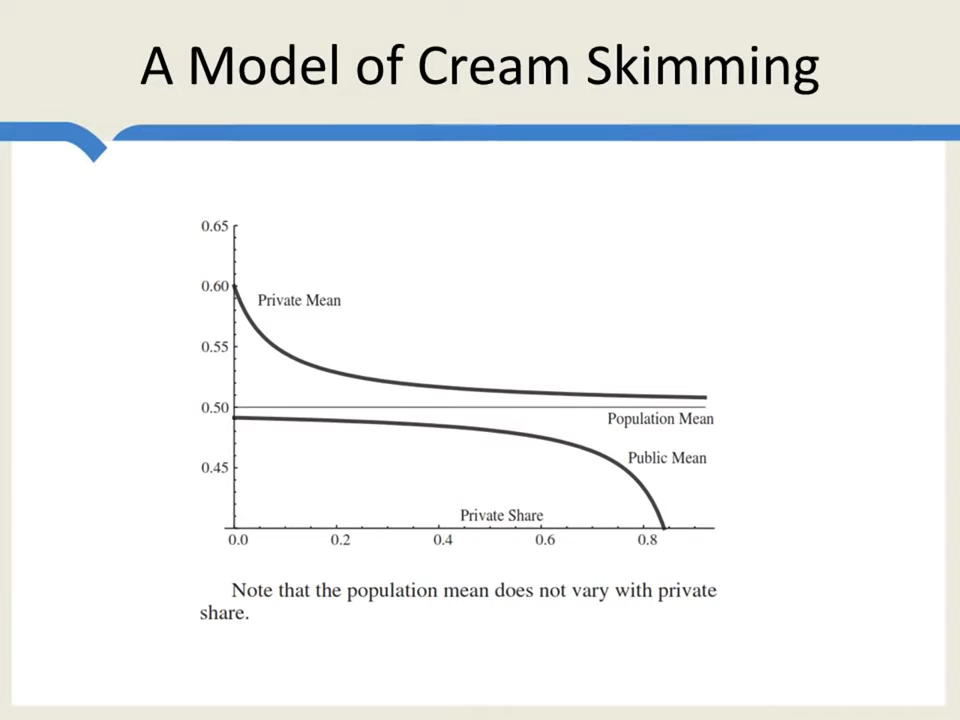 A Model of Cream Skimming
0.65
0.60
Private Mean
0.55
0.50
Population Mean
0.45
Public Mean
Private Share
0.0 0.2 0.4 0.6 0.8
Note that the population mean does not vary with private
share.